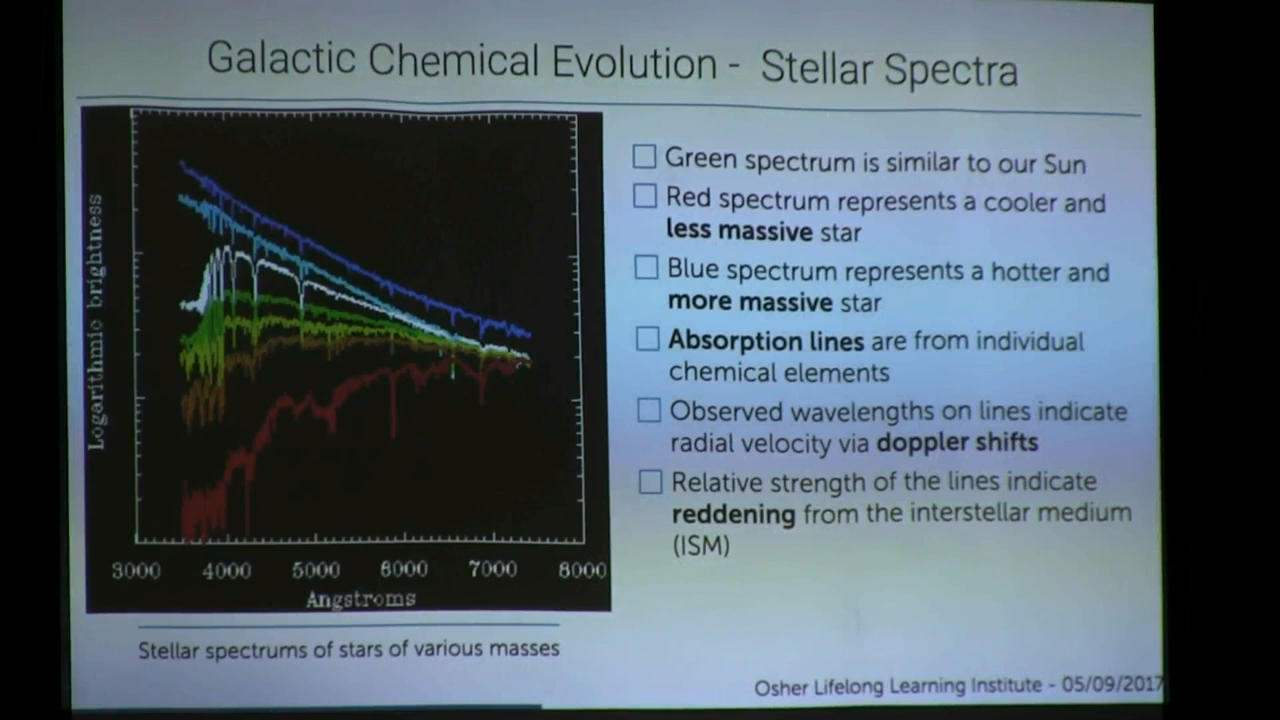 Galactic Chemical Evolution - Stellar Spectra
Logarithmic brightness
3000 4000 5000 6000 7000 8000
Angstroms
Stellar spectrums of stars of various masses
Green spectrum is similar to our Sun
Red spectrum represents a cooler and
less massive star
Blue spectrum represents a hotter and
more massive star
Absorption lines are from individual
chemical elements
Observed wavelengths on lines indicate
radial velocity via doppler shifts
Relative strength of the lines indicate
reddening from the interstellar medium
(ISM)
Osher Lifelong Learning Institute - 05/09/2017